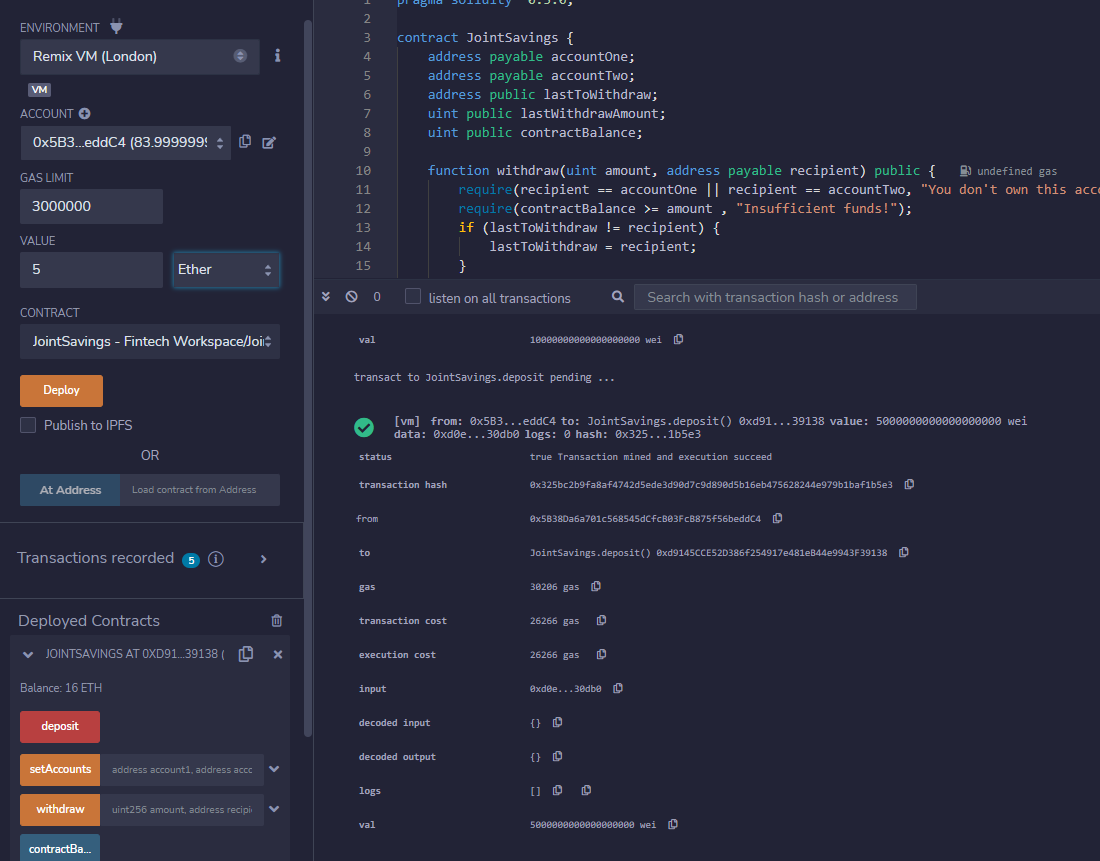 ENVIRONMENT
Remix VM (London)
VM
ACCOUNT
0x5B3...eddC4 (83.9999999
GAS LIMIT
3000000
VALUE
5
Ether
CONTRACT
JointSavings - Fintech Workspace/Joi
Deploy
Publish to IPFS
OR
At Address
Load contract from Address
Transactions recorded 5 i
Deployed Contracts
JOINTSAVINGS AT 0XD91...39138 (
Balance: 16 ETH
deposit
setAccounts
address account1, address acco
withdraw
uint256 amount, address recipi
contractBa...
1 pragma solidity ^0.5.0;
2
3 contract JointSavings {
4 address payable accountOne;
5 address payable accountTwo;
6 address public lastToWithdraw;
7 uint public lastWithdrawAmount;
8 uint public contractBalance;
9
10 function withdraw(uint amount, address payable recipient) public { undefined gas
11 require(recipient == accountOne || recipient == accountTwo, "You don't own this acco
12 require(contractBalance >= amount , "Insufficient funds!");
13 if (lastToWithdraw != recipient) {
14 lastToWithdraw = recipient;
15 }
0
listen on all transactions
Search with transaction hash or address
val 10000000000000000000 wei
transact to JointSavings.deposit pending ...
[vm] from: 0x5B3...eddC4 to: JointSavings.deposit() 0xd91...39138 value: 5000000000000000000 wei
data: 0xd0e...30db0 logs: 0 hash: 0x325...1b5e3
status true Transaction mined and execution succeed
transaction hash 0x325bc2b9fa8af4742d5ede3d90d7c9d890d5b16eb475628244e979b1baf1b5e3
from 0x5B38Da6a701c568545dCfcB03FcB875f56beddC4
to JointSavings.deposit() 0xd9145CCE52D386f254917e481eB44e9943F39138
gas 30206 gas
transaction cost 26266 gas
execution cost 26266 gas
input 0xd0e...30db0
decoded input {}
decoded output {}
logs []
val 5000000000000000000 wei